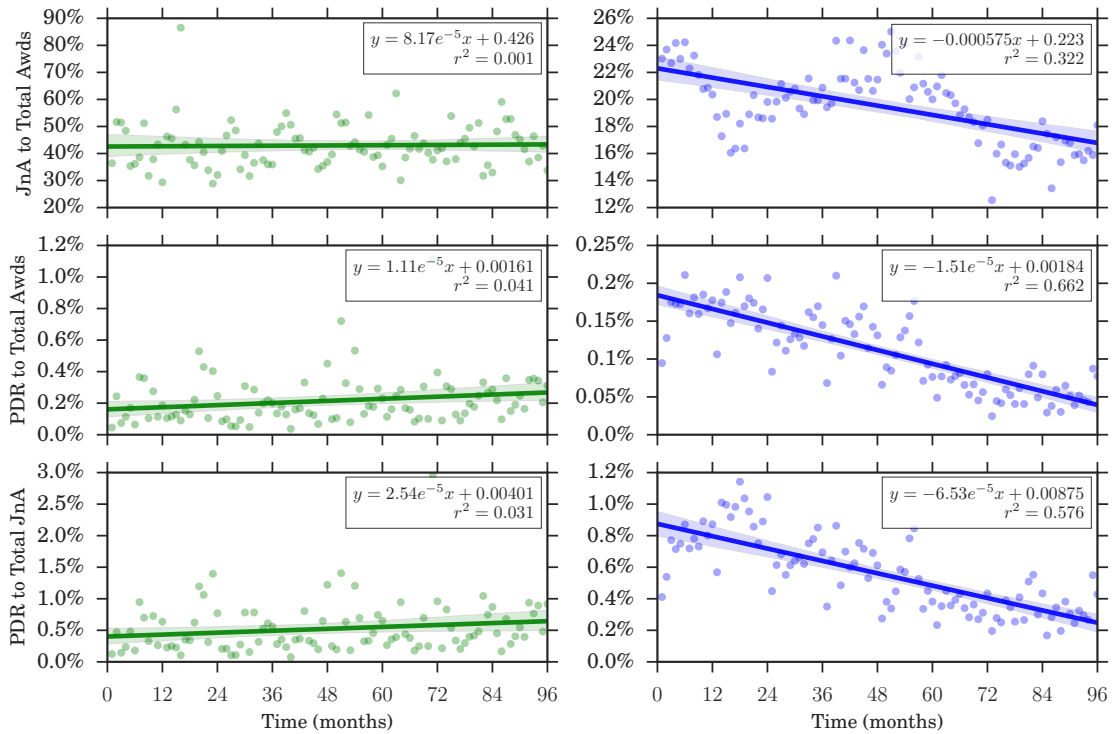 90%
80%
70%
60%
50%
40%
30%
20%
JnA to Total Awds
y = 8.17e⁻⁵x + 0.426
r² = 0.001
26%
24%
22%
20%
18%
16%
14%
12%
y = −0.000575x + 0.223
r² = 0.322
1.2%
1.0%
0.8%
0.6%
0.4%
0.2%
0.0%
PDR to Total Awds
y = 1.11e⁻⁵x + 0.00161
r² = 0.041
0.25%
0.2%
0.15%
0.1%
0.05%
0.0%
y = −1.51e⁻⁵x + 0.00184
r² = 0.662
3.0%
2.5%
2.0%
1.5%
1.0%
0.5%
0.0%
PDR to Total JnA
y = 2.54e⁻⁵x + 0.00401
r² = 0.031
0 12 24 36 48 60 72 84 96
Time (months)
1.2%
1.0%
0.8%
0.6%
0.4%
0.2%
0.0%
y = −6.53e⁻⁵x + 0.00875
r² = 0.576
0 12 24 36 48 60 72 84 96
Time (months)